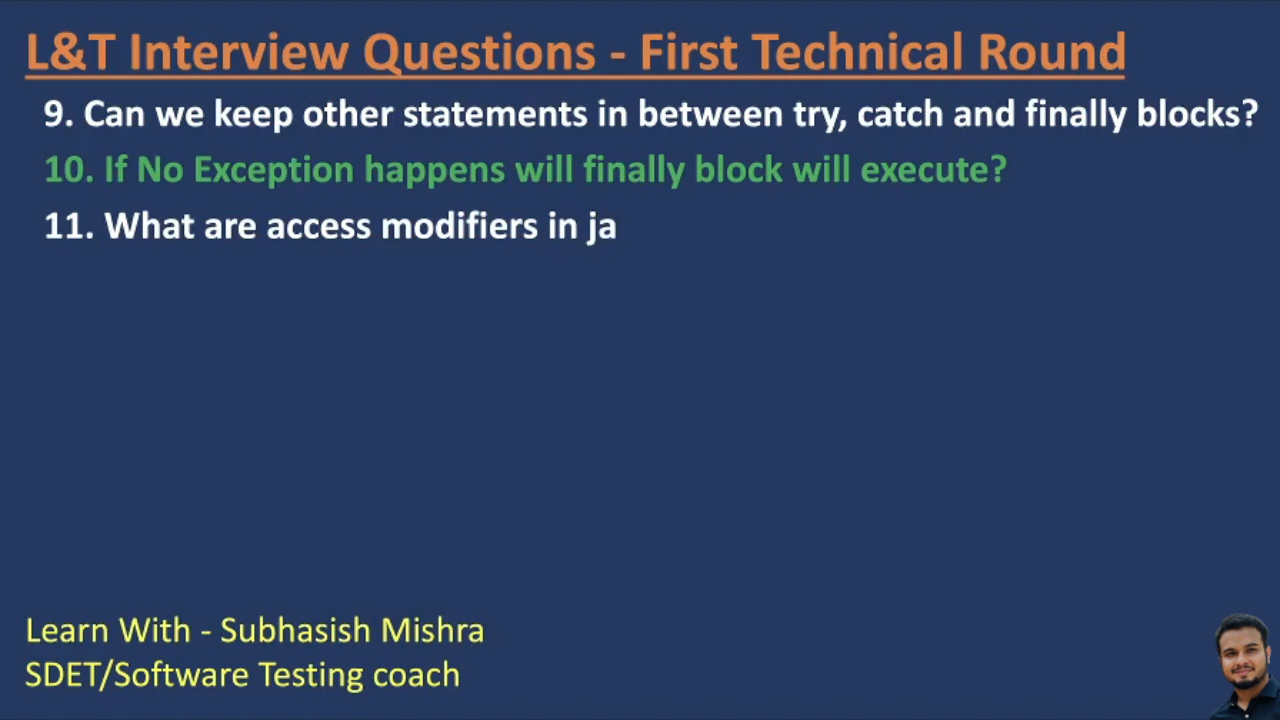 L&T Interview Questions - First Technical Round
9. Can we keep other statements in between try, catch and finally blocks?
10. If No Exception happens will finally block will execute?
11. What are access modifiers in ja
Learn With - Subhasish Mishra
SDET/Software Testing coach